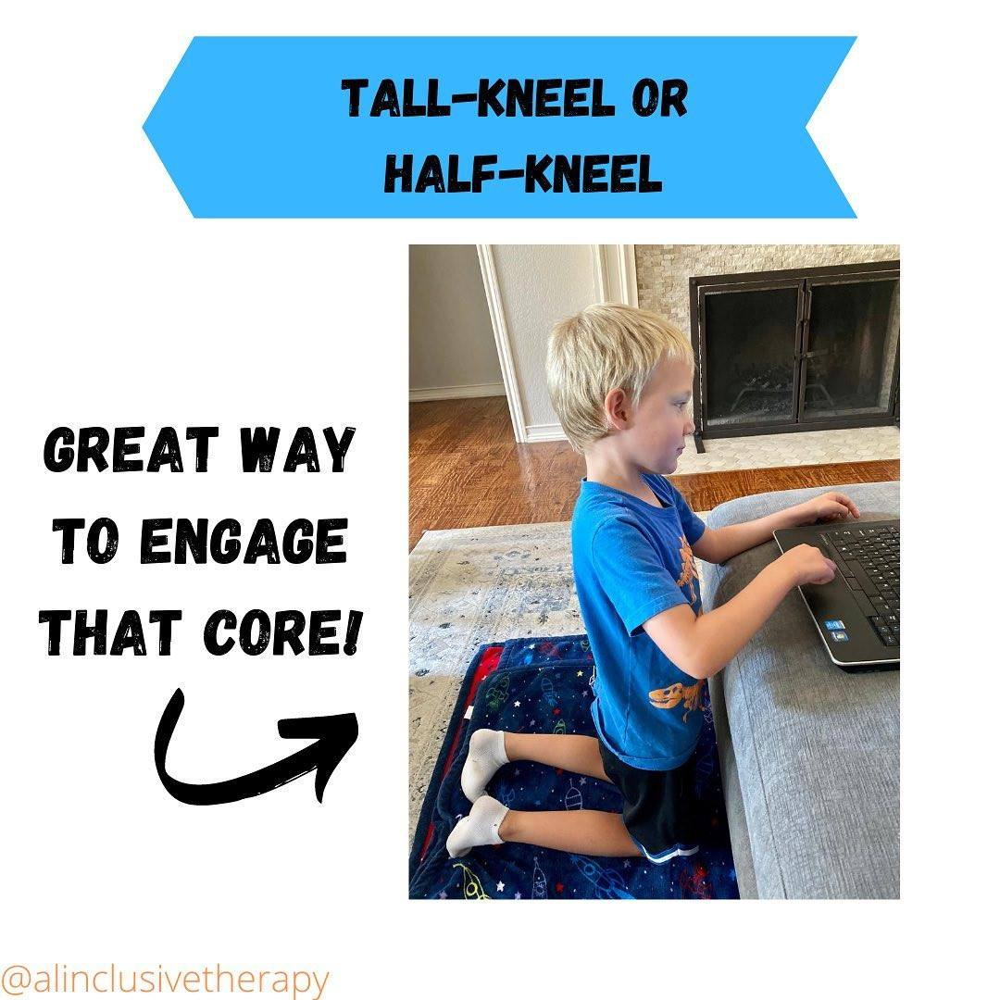 TALL-KNEEL OR
HALF-KNEEL
GREAT WAY
TO ENGAGE
THAT CORE!
@alinclusivetherapy